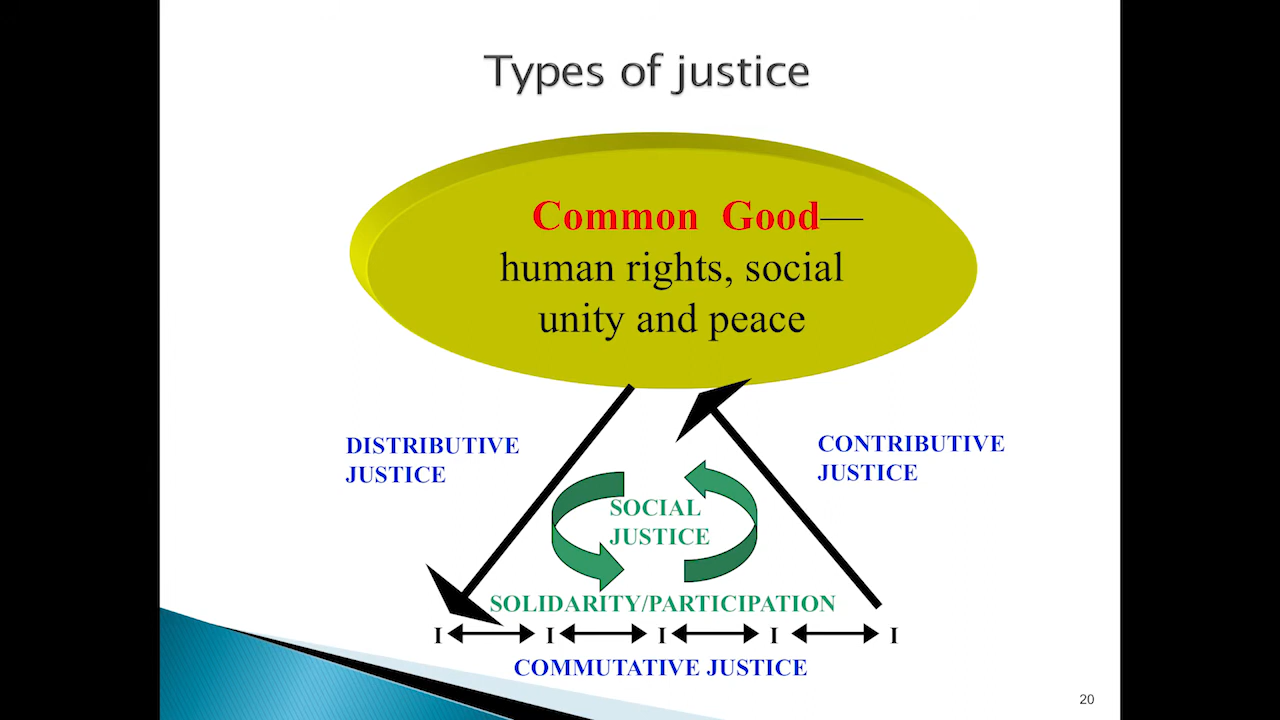 Types of justice
Common Good—
human rights, social
unity and peace
DISTRIBUTIVE
JUSTICE
CONTRIBUTIVE
JUSTICE
SOCIAL
JUSTICE
SOLIDARITY/PARTICIPATION
I I I I I
COMMUTATIVE JUSTICE
20